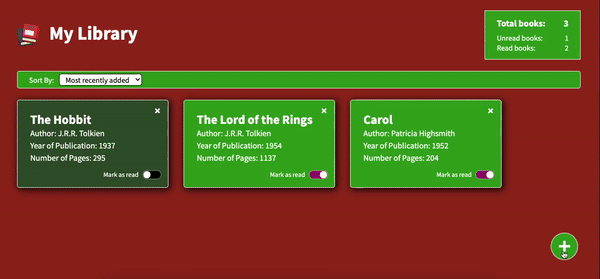 My Library
Total books: 3
Unread books: 1
Read books: 2
Sort By: Most recently added
The Hobbit
Author: J.R.R. Tolkien
Year of Publication: 1937
Number of Pages: 295
Mark as read
The Lord of the Rings
Author: J.R.R. Tolkien
Year of Publication: 1954
Number of Pages: 1137
Mark as read
Carol
Author: Patricia Highsmith
Year of Publication: 1952
Number of Pages: 204
Mark as read